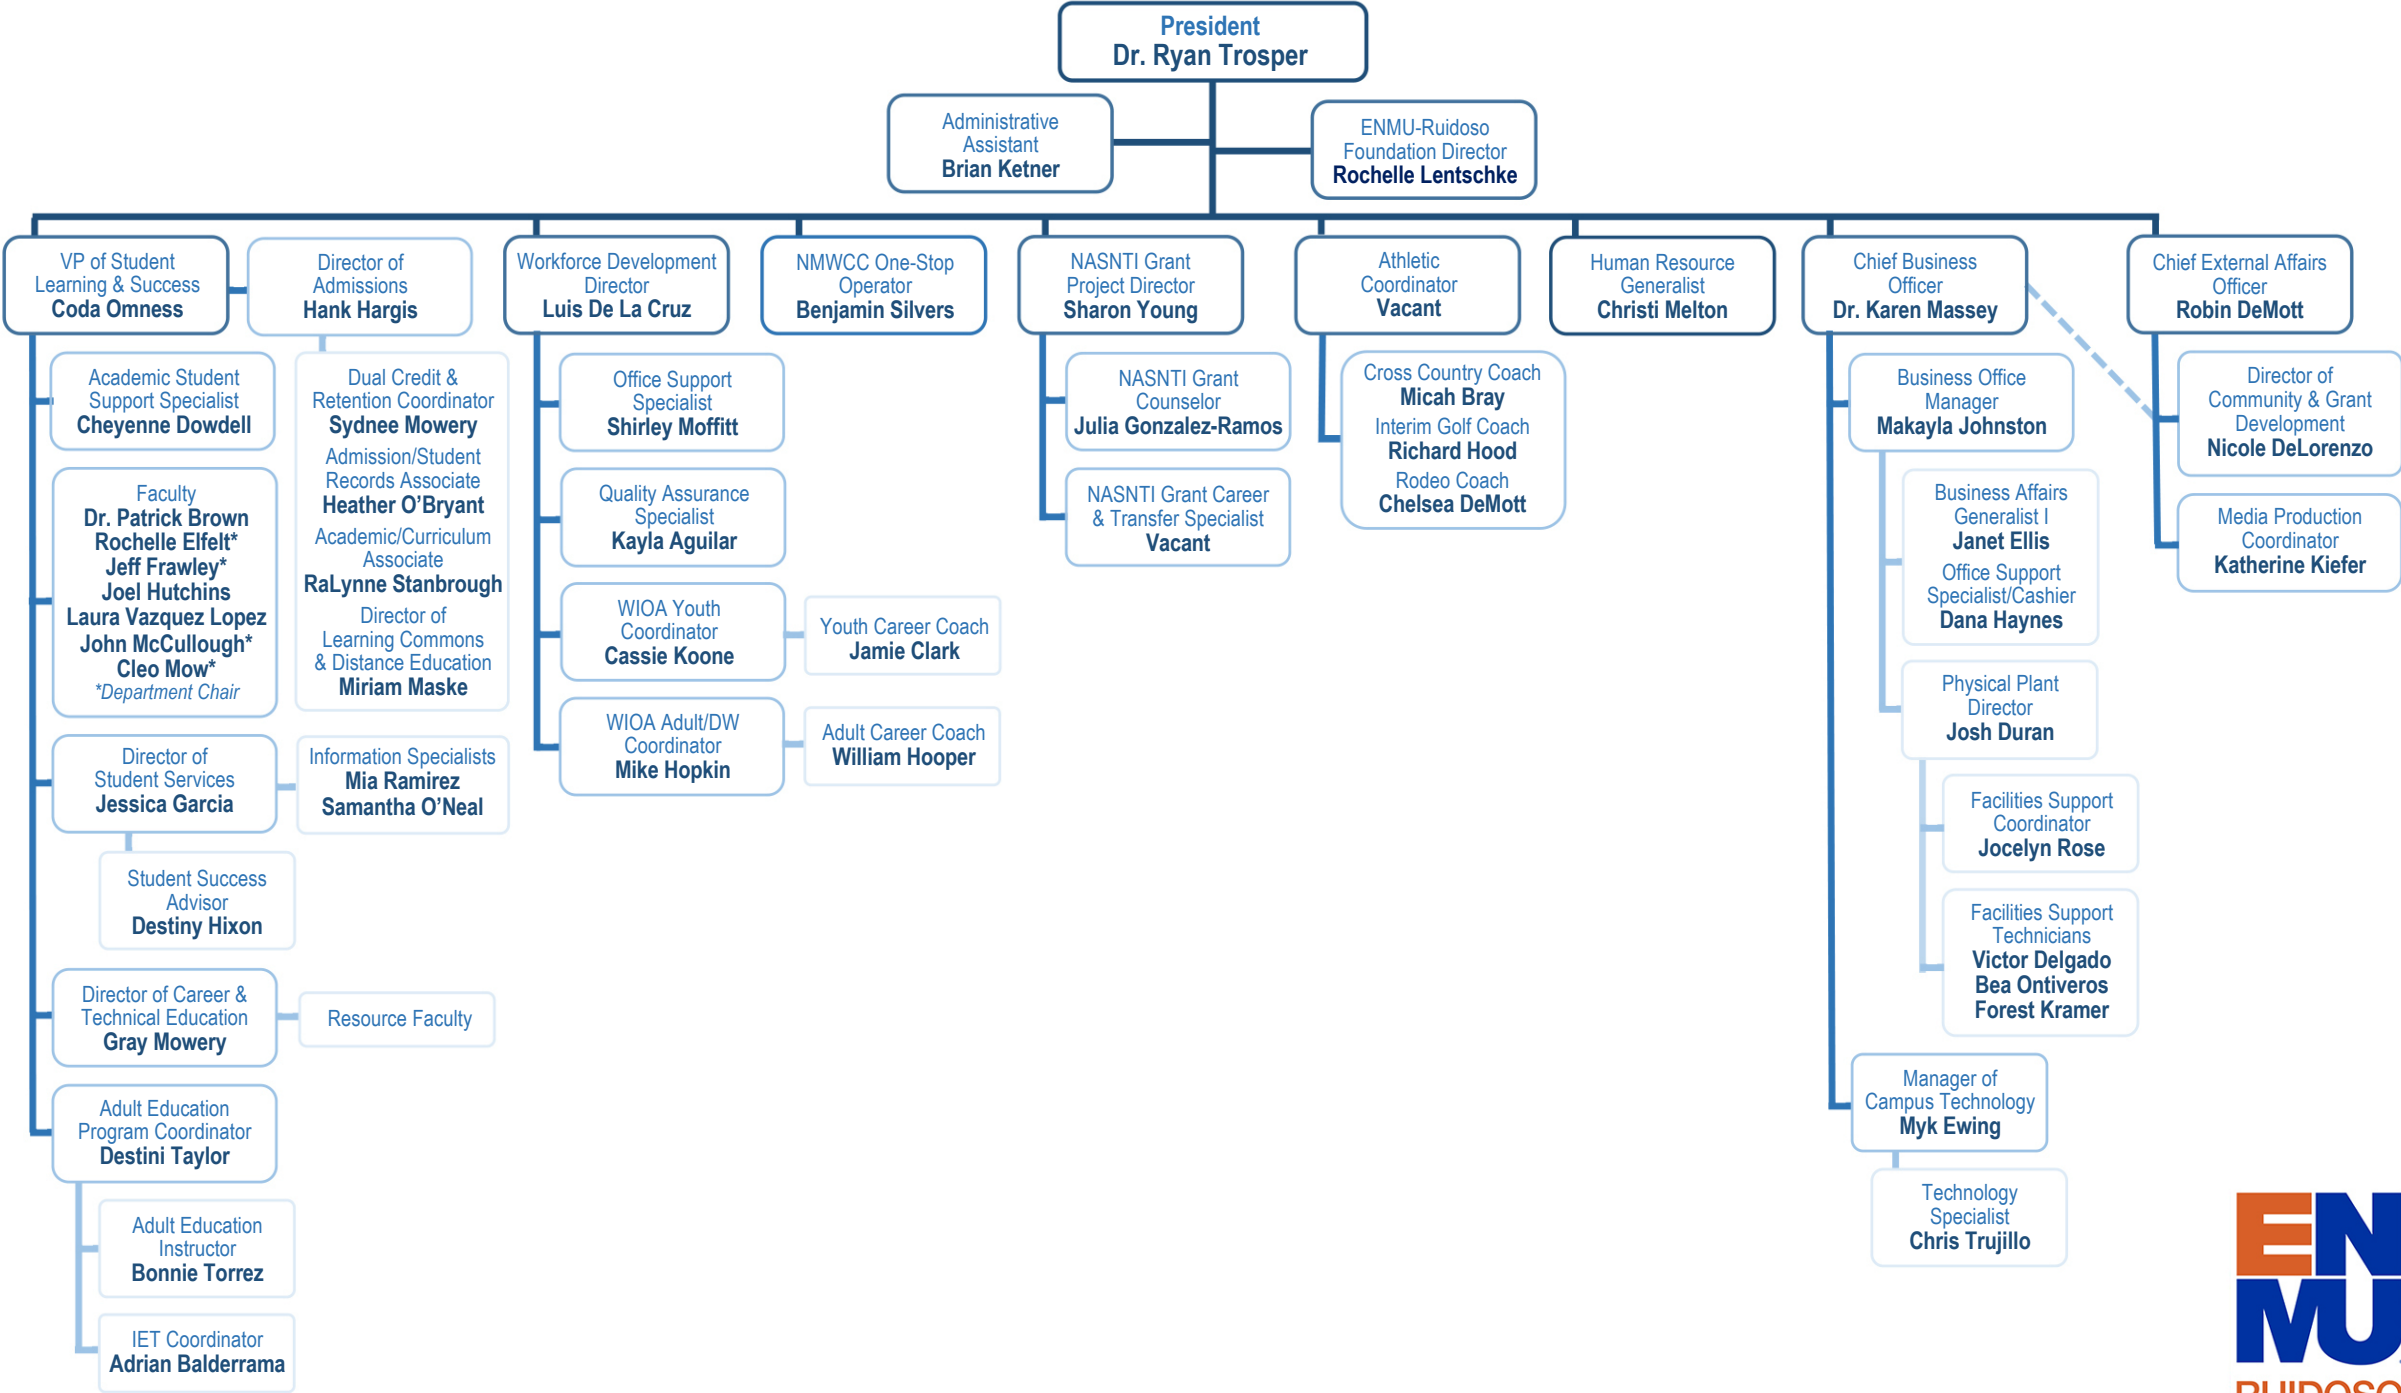 President
Dr. Ryan Trosper
Administrative
Assistant
Brian Ketner
ENMU-Ruidoso
Foundation Director
Rochelle Lentschke
VP of Student
Learning & Success
Coda Omness
Director of
Admissions
Hank Hargis
Workforce Development
Director
Luis De La Cruz
NMWCC One-Stop
Operator
Benjamin Silvers
NASNTI Grant
Project Director
Sharon Young
Athletic
Coordinator
Vacant
Human Resource
Generalist
Christi Melton
Chief Business
Officer
Dr. Karen Massey
Chief External Affairs
Officer
Robin DeMott
Academic Student
Support Specialist
Cheyenne Dowdell
Faculty
Dr. Patrick Brown
Rochelle Elfelt*
Jeff Frawley*
Joel Hutchins
Laura Vazquez Lopez
John McCullough*
Cleo Mow*
*Department Chair
Director of
Student Services
Jessica Garcia
Information Specialists
Mia Ramirez
Samantha O’Neal
Student Success
Advisor
Destiny Hixon
Director of Career &
Technical Education
Gray Mowery
Resource Faculty
Adult Education
Program Coordinator
Destini Taylor
Adult Education
Instructor
Bonnie Torrez
IET Coordinator
Adrian Balderrama
Dual Credit &
Retention Coordinator
Sydnee Mowery
Admission/Student
Records Associate
Heather O’Bryant
Academic/Curriculum
Associate
RaLynne Stanbrough
Director of
Learning Commons
& Distance Education
Miriam Maske
Office Support
Specialist
Shirley Moffitt
Quality Assurance
Specialist
Kayla Aguilar
WIOA Youth
Coordinator
Cassie Koone
Youth Career Coach
Jamie Clark
WIOA Adult/DW
Coordinator
Mike Hopkin
Adult Career Coach
William Hooper
NASNTI Grant
Counselor
Julia Gonzalez-Ramos
NASNTI Grant Career
& Transfer Specialist
Vacant
Cross Country Coach
Micah Bray
Interim Golf Coach
Richard Hood
Rodeo Coach
Chelsea DeMott
Business Office
Manager
Makayla Johnston
Business Affairs
Generalist I
Janet Ellis
Office Support
Specialist/Cashier
Dana Haynes
Physical Plant
Director
Josh Duran
Facilities Support
Coordinator
Jocelyn Rose
Facilities Support
Technicians
Victor Delgado
Bea Ontiveros
Forest Kramer
Manager of
Campus Technology
Myk Ewing
Technology
Specialist
Chris Trujillo
Director of
Community & Grant
Development
Nicole DeLorenzo
Media Production
Coordinator
Katherine Kiefer
EN
MU
RUIDOSO